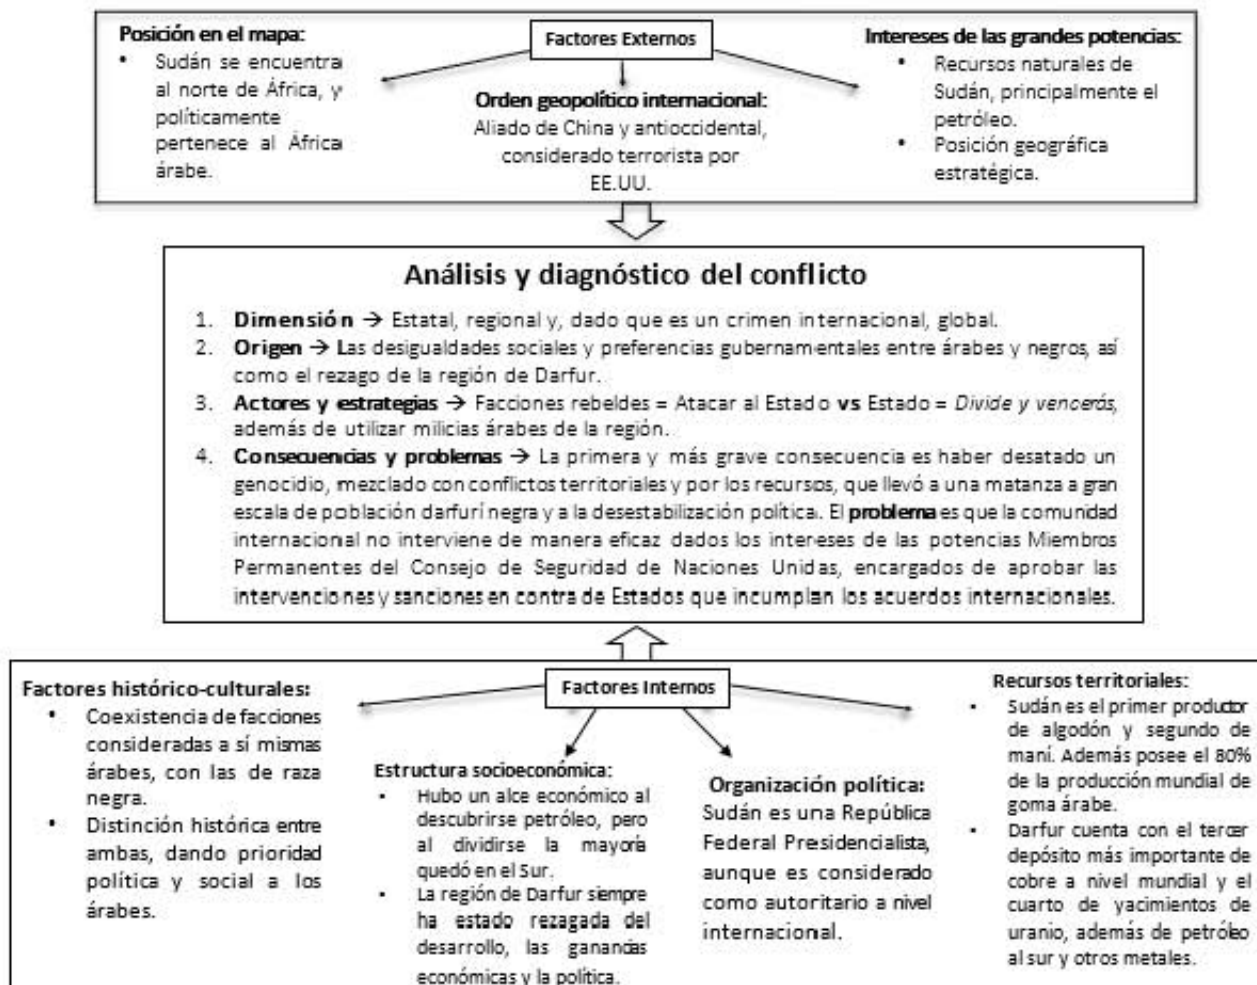 Factores Externos
Posición en el mapa:
• Sudán se encuentra
al norte de África, y
políticamente
pertenece al África
árabe.
Orden geopolítico internacional:
Aliado de China y antioccidental,
considerado terrorista por
EE.UU.
Intereses de las grandes potencias:
• Recursos naturales de
Sudán, principalmente el
petróleo.
• Posición geográfica
estratégica.
Análisis y diagnóstico del conflicto
1. Dimensión → Estatal, regional y, dado que es un crimen internacional, global.
2. Origen → Las desigualdades sociales y preferencias gubernamentales entre árabes y negros, así
como el rezago de la región de Darfur.
3. Actores y estrategias → Facciones rebeldes = Atacar al Estado vs Estado = Divide y vencerás,
además de utilizar milicias árabes de la región.
4. Consecuencias y problemas → La primera y más grave consecuencia es haber desatado un
genocidio, mezclado con conflictos territoriales y por los recursos, que llevó a una matanza a gran
escala de población darfurí negra y a la desestabilización política. El problema es que la comunidad
internacional no interviene de manera eficaz dados los intereses de las potencias Miembros
Permanentes del Consejo de Seguridad de Naciones Unidas, encargados de aprobar las
intervenciones y sanciones en contra de Estados que incumplan los acuerdos internacionales.
Factores Internos
Factores histórico-culturales:
• Coexistencia de facciones
consideradas a sí mismas
árabes, con las de raza
negra.
• Distinción histórica entre
ambas, dando prioridad
política y social a los
árabes.
Estructura socioeconómica:
• Hubo un alce económico al
descubrirse petróleo, pero
al dividirse la mayoría
quedó en el Sur.
• La región de Darfur siempre
ha estado rezagada del
desarrollo, las ganancias
económicas y la política.
Organización política:
Sudán es una República
Federal Presidencialista,
aunque es considerado
como autoritario a nivel
internacional.
Recursos territoriales:
• Sudán es el primer productor
de algodón y segundo de
maní. Además posee el 80%
de la producción mundial de
goma árabe.
• Darfur cuenta con el tercer
depósito más importante de
cobre a nivel mundial y el
cuarto de yacimientos de
uranio, además de petróleo
al sur y otros metales.